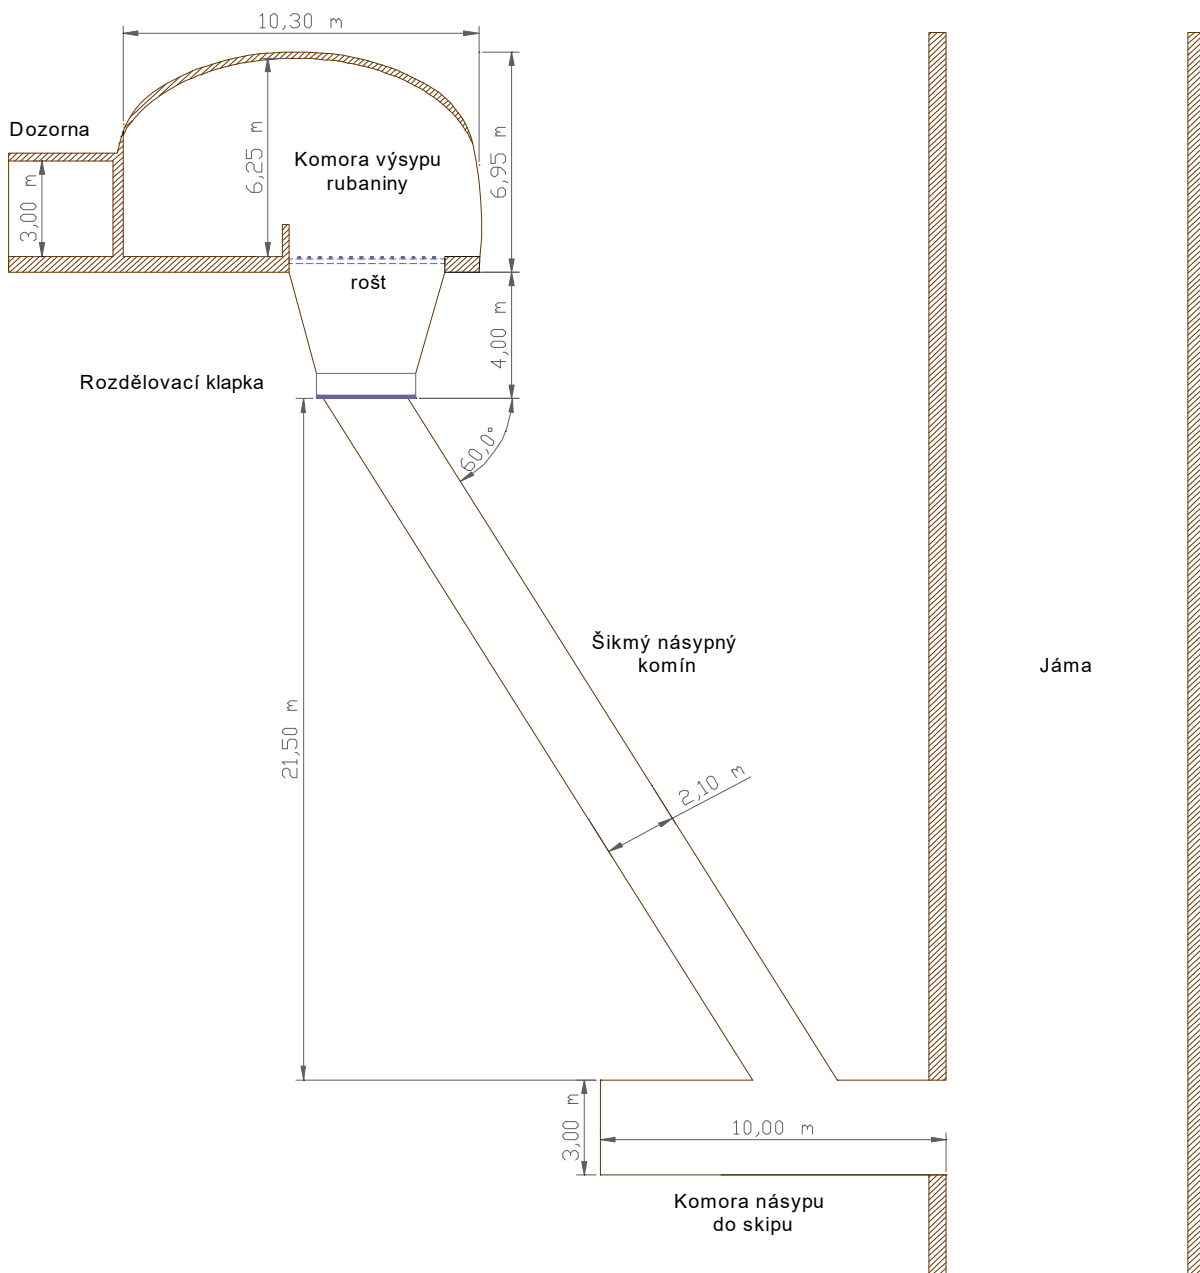 10,30 m
Dozorna
6,25 m
Komora výsypu
rubaniny
6,95 m
3,00 m
rošt
4,00 m
Rozdělovací klapka
60,0°
Šikmý násypný
komín
Jáma
21,50 m
2,10 m
3,00 m
10,00 m
Komora násypu
do skipu